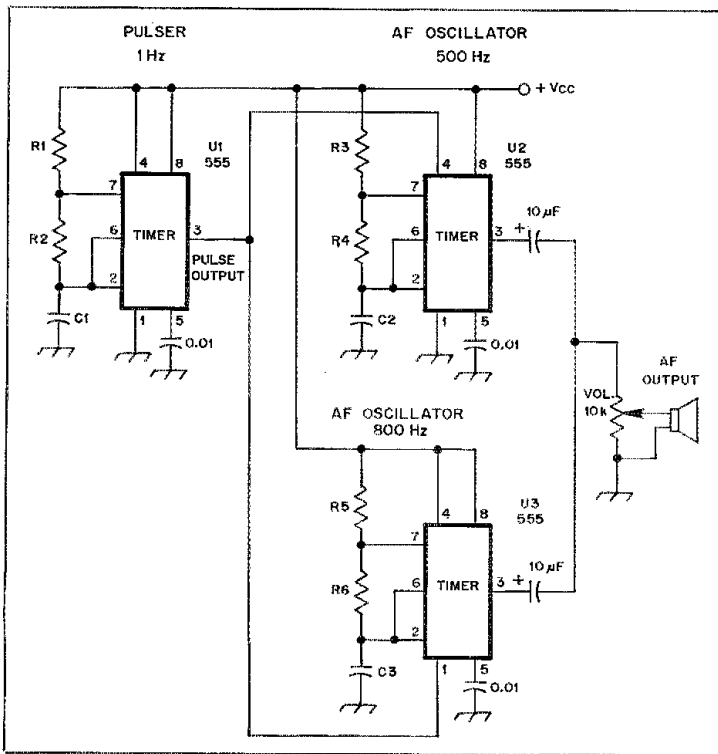 PULSER
1 Hz
AF OSCILLATOR
500 Hz
+ VCC
R1
U1
555
4
8
7
R2
6
TIMER
3
PULSE
OUTPUT
2
C1
1
5
0.01
R3
U2
555
4
8
7
R4
6
TIMER
3
+
10 µF
2
C2
1
5
0.01
AF
OUTPUT
VOL.
10k
AF OSCILLATOR
800 Hz
R5
U3
555
4
8
7
R6
6
TIMER
3
+
10 µF
2
C3
1
5
0.01